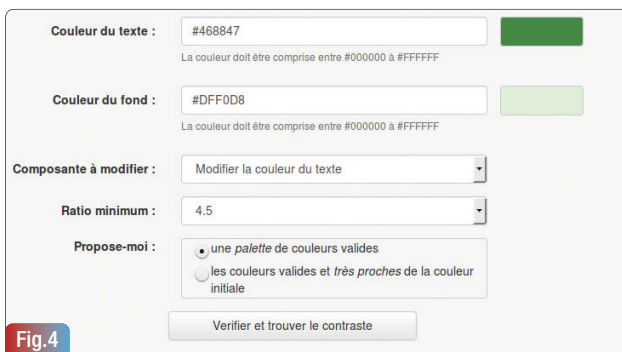 Couleur du texte : #468847
La couleur doit être comprise entre #000000 à #FFFFFF
Couleur du fond : #DFF0D8
La couleur doit être comprise entre #000000 à #FFFFFF
Composante à modifier : Modifier la couleur du texte
Ratio minimum : 4.5
Propose-moi : une palette de couleurs valides
les couleurs valides et très proches de la couleur
initiale
Verifier et trouver le contraste
Fig.4